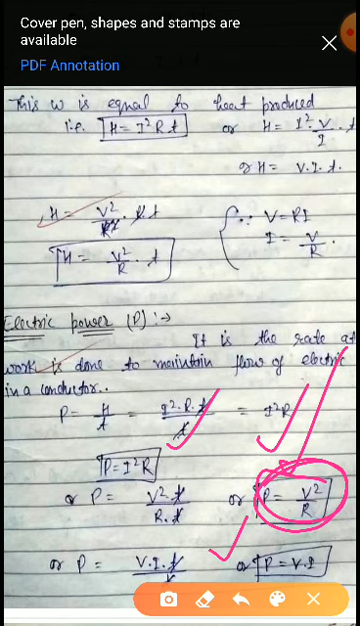 Cover pen, shapes and stamps are
available
PDF Annotation
This W is equal to heat produced
i.e. H = I²Rt or H = I². V/I . t
or H = V.I.t.
H = V²/R² . R.t ∵ V = RI
H = V²/R . t I = V/R.
Electric power (P) :→
It is the rate at
work is done to maintain flow of electric
in a conductor..
P = H/t = I².R.t/t = I²R
P = I²R
or P = V².t/R.t or P = V²/R
or P = V.I.t/t or P = V.I